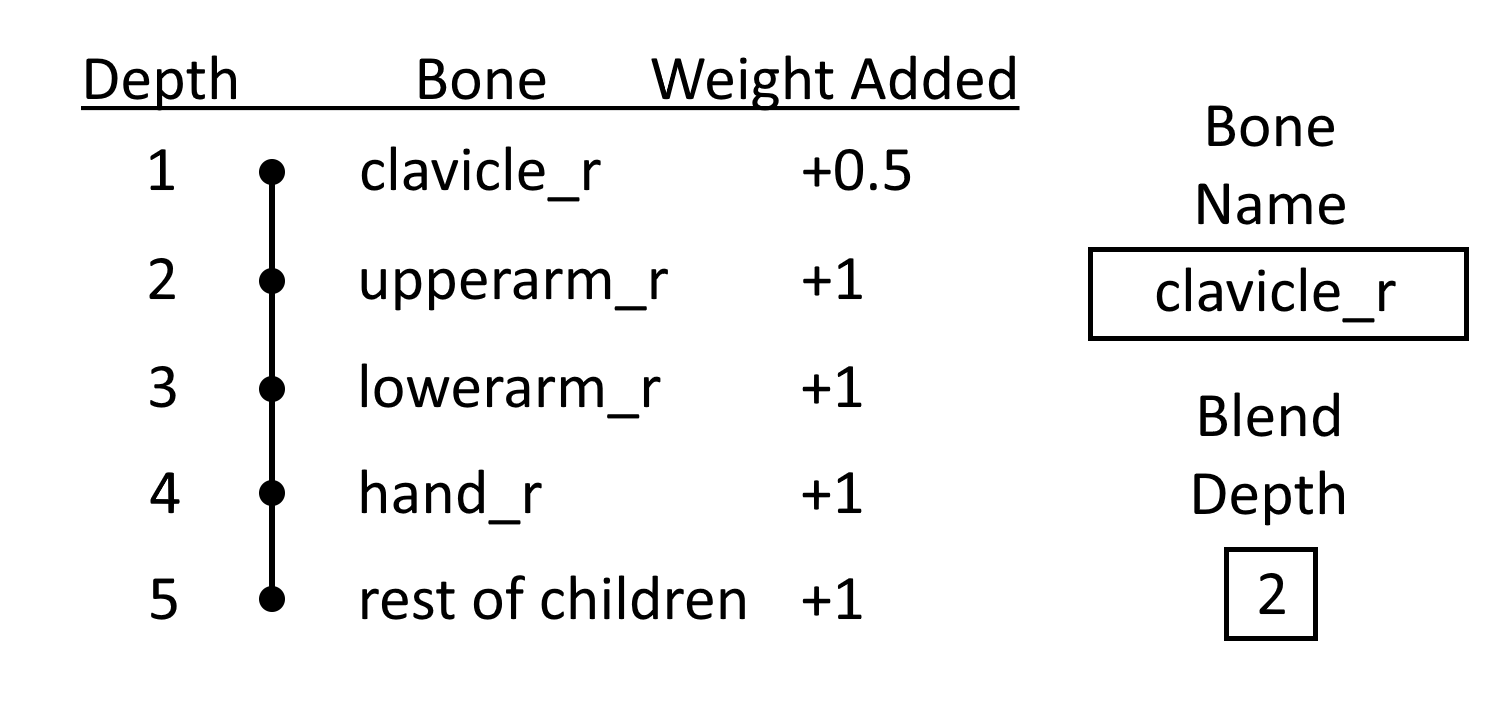 Depth Bone Weight Added
1 clavicle_r +0.5
2 upperarm_r +1
3 lowerarm_r +1
4 hand_r +1
5 rest of children +1
Bone
Name
clavicle_r
Blend
Depth
2